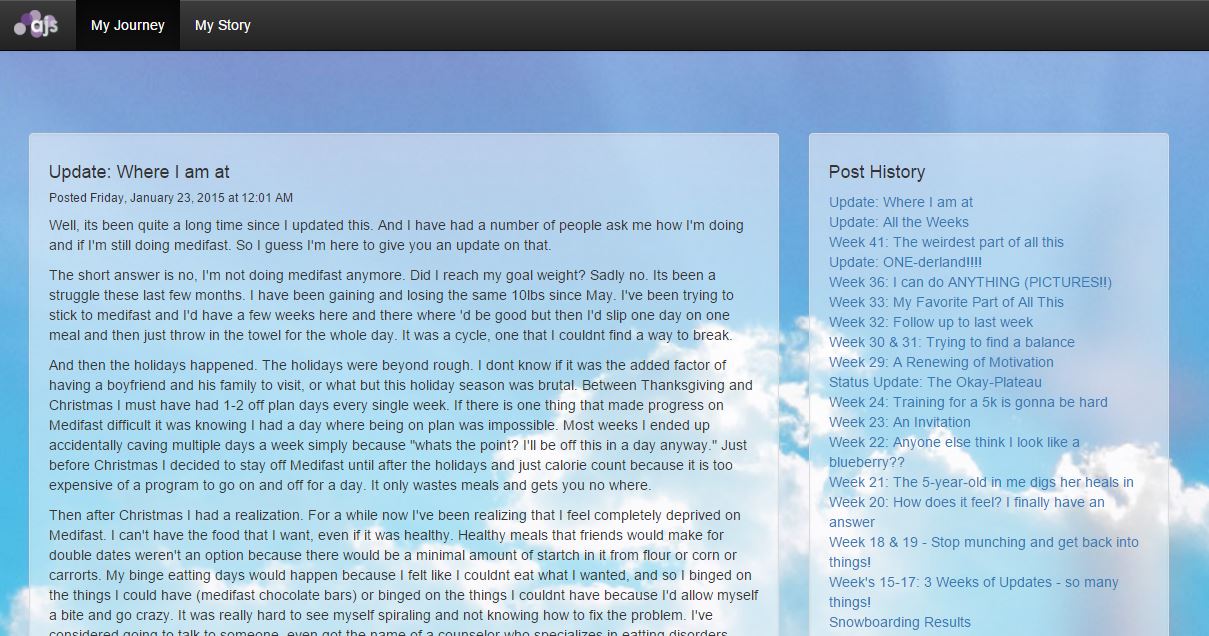 ajs
My Journey
My Story
Update: Where I am at
Posted Friday, January 23, 2015 at 12:01 AM
Well, its been quite a long time since I updated this. And I have had a number of people ask me how I'm doing
and if I'm still doing medifast. So I guess I'm here to give you an update on that.
The short answer is no, I'm not doing medifast anymore. Did I reach my goal weight? Sadly no. Its been a
struggle these last few months. I have been gaining and losing the same 10lbs since May. I've been trying to
stick to medifast and I'd have a few weeks here and there where 'd be good but then I'd slip one day on one
meal and then just throw in the towel for the whole day. It was a cycle, one that I couldnt find a way to break.
And then the holidays happened. The holidays were beyond rough. I dont know if it was the added factor of
having a boyfriend and his family to visit, or what but this holiday season was brutal. Between Thanksgiving and
Christmas I must have had 1-2 off plan days every single week. If there is one thing that made progress on
Medifast difficult it was knowing I had a day where being on plan was impossible. Most weeks I ended up
accidentally caving multiple days a week simply because "whats the point? I'll be off this in a day anyway." Just
before Christmas I decided to stay off Medifast until after the holidays and just calorie count because it is too
expensive of a program to go on and off for a day. It only wastes meals and gets you no where.
Then after Christmas I had a realization. For a while now I've been realizing that I feel completely deprived on
Medifast. I can't have the food that I want, even if it was healthy. Healthy meals that friends would make for
double dates weren't an option because there would be a minimal amount of startch in it from flour or corn or
carrorts. My binge eatting days would happen because I felt like I couldnt eat what I wanted, and so I binged on
the things I could have (medifast chocolate bars) or binged on the things I couldnt have because I'd allow myself
a bite and go crazy. It was really hard to see myself spiraling and not knowing how to fix the problem. I've
considered going to talk to someone, even got the name of a counselor who specializes in eatting disorders
Post History
Update: Where I am at
Update: All the Weeks
Week 41: The weirdest part of all this
Update: ONE-derland!!!!
Week 36: I can do ANYTHING (PICTURES!!)
Week 33: My Favorite Part of All This
Week 32: Follow up to last week
Week 30 & 31: Trying to find a balance
Week 29: A Renewing of Motivation
Status Update: The Okay-Plateau
Week 24: Training for a 5k is gonna be hard
Week 23: An Invitation
Week 22: Anyone else think I look like a
blueberry??
Week 21: The 5-year-old in me digs her heals in
Week 20: How does it feel? I finally have an
answer
Week 18 & 19 - Stop munching and get back into
things!
Week's 15-17: 3 Weeks of Updates - so many
things!
Snowboarding Results